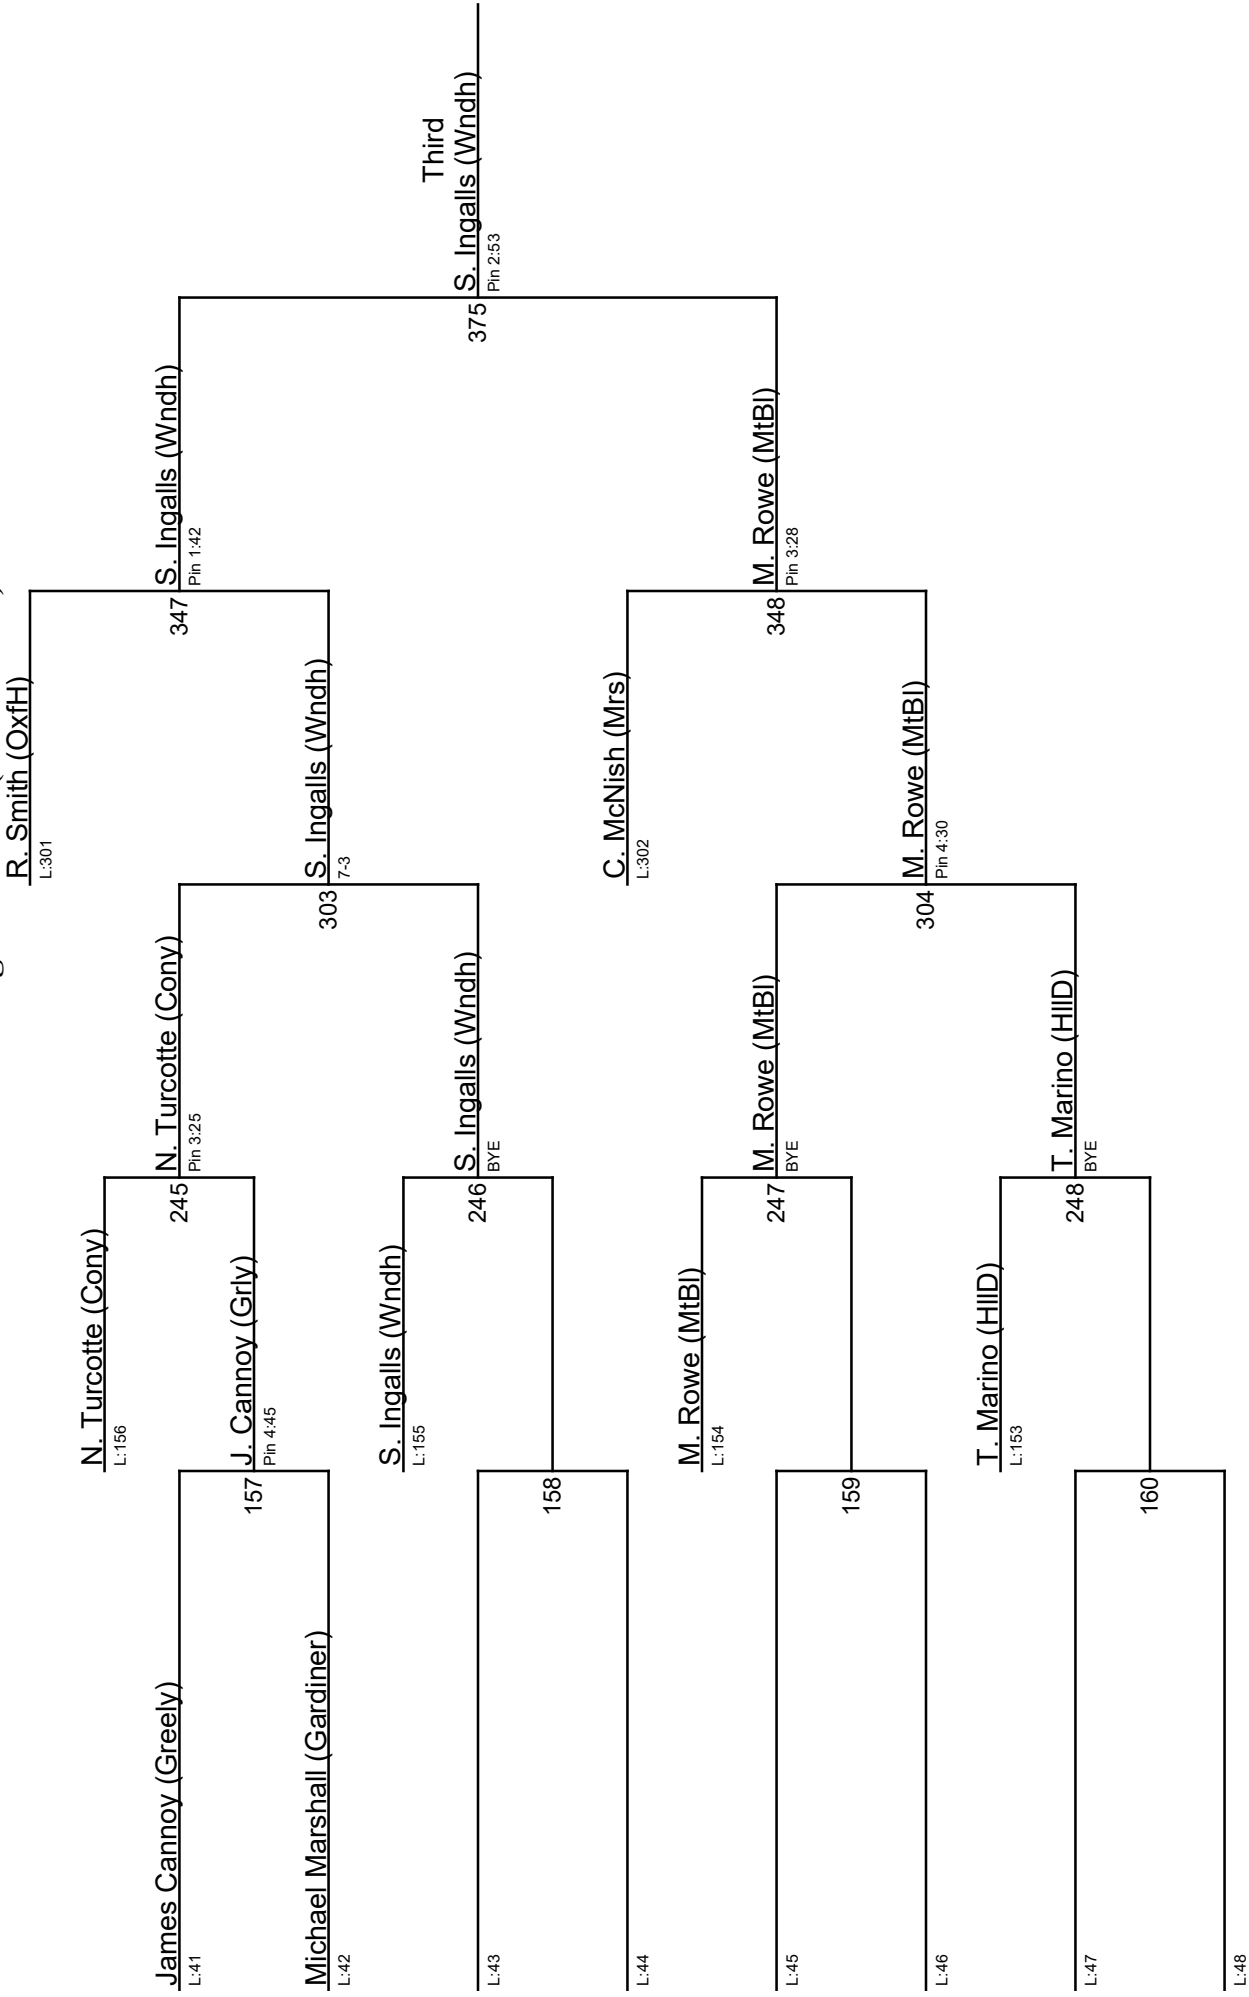 James Cannoy (Greely)
L:41
Michael Marshall (Gardiner)
L:42
L:43
L:44
L:45
L:46
L:47
L:48
157
158
159
160
N. Turcotte (Cony)
L:156
J. Cannoy (Grly)
Pin 4:45
S. Ingalls (Wndh)
L:155
M. Rowe (MtBl)
L:154
T. Marino (HllD)
L:153
245
246
247
248
N. Turcotte (Cony)
Pin 3:25
S. Ingalls (Wndh)
BYE
M. Rowe (MtBl)
BYE
T. Marino (HllD)
BYE
303
304
R. Smith (OxfH)
L:301
S. Ingalls (Wndh)
7-3
C. McNish (Mrs)
L:302
M. Rowe (MtBl)
Pin 4:30
347
348
S. Ingalls (Wndh)
Pin 1:42
M. Rowe (MtBl)
Pin 3:28
375
Third
S. Ingalls (Wndh)
Pin 2:53